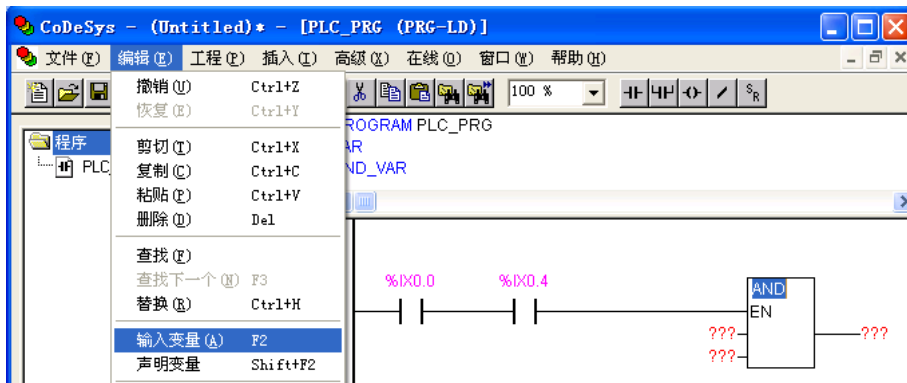 CoDeSys - (Untitled)* - [PLC_PRG (PRG-LD)]
文件(F) 编辑(E) 工程(P) 插入(I) 高级(X) 在线(O) 窗口(W) 帮助(H)
撤销(U) Ctrl+Z
恢复(E) Ctrl+Y
剪切(T) Ctrl+X
复制(C) Ctrl+C
粘贴(P) Ctrl+V
删除(D) Del
查找(F)
查找下一个(N) F3
替换(R) Ctrl+H
输入变量(A) F2
声明变量 Shift+F2
100 %
S R
程序
PLC_
ROGRAM PLC_PRG
AR
ND_VAR
%IX0.0 %IX0.4
AND
EN
??? ???
???